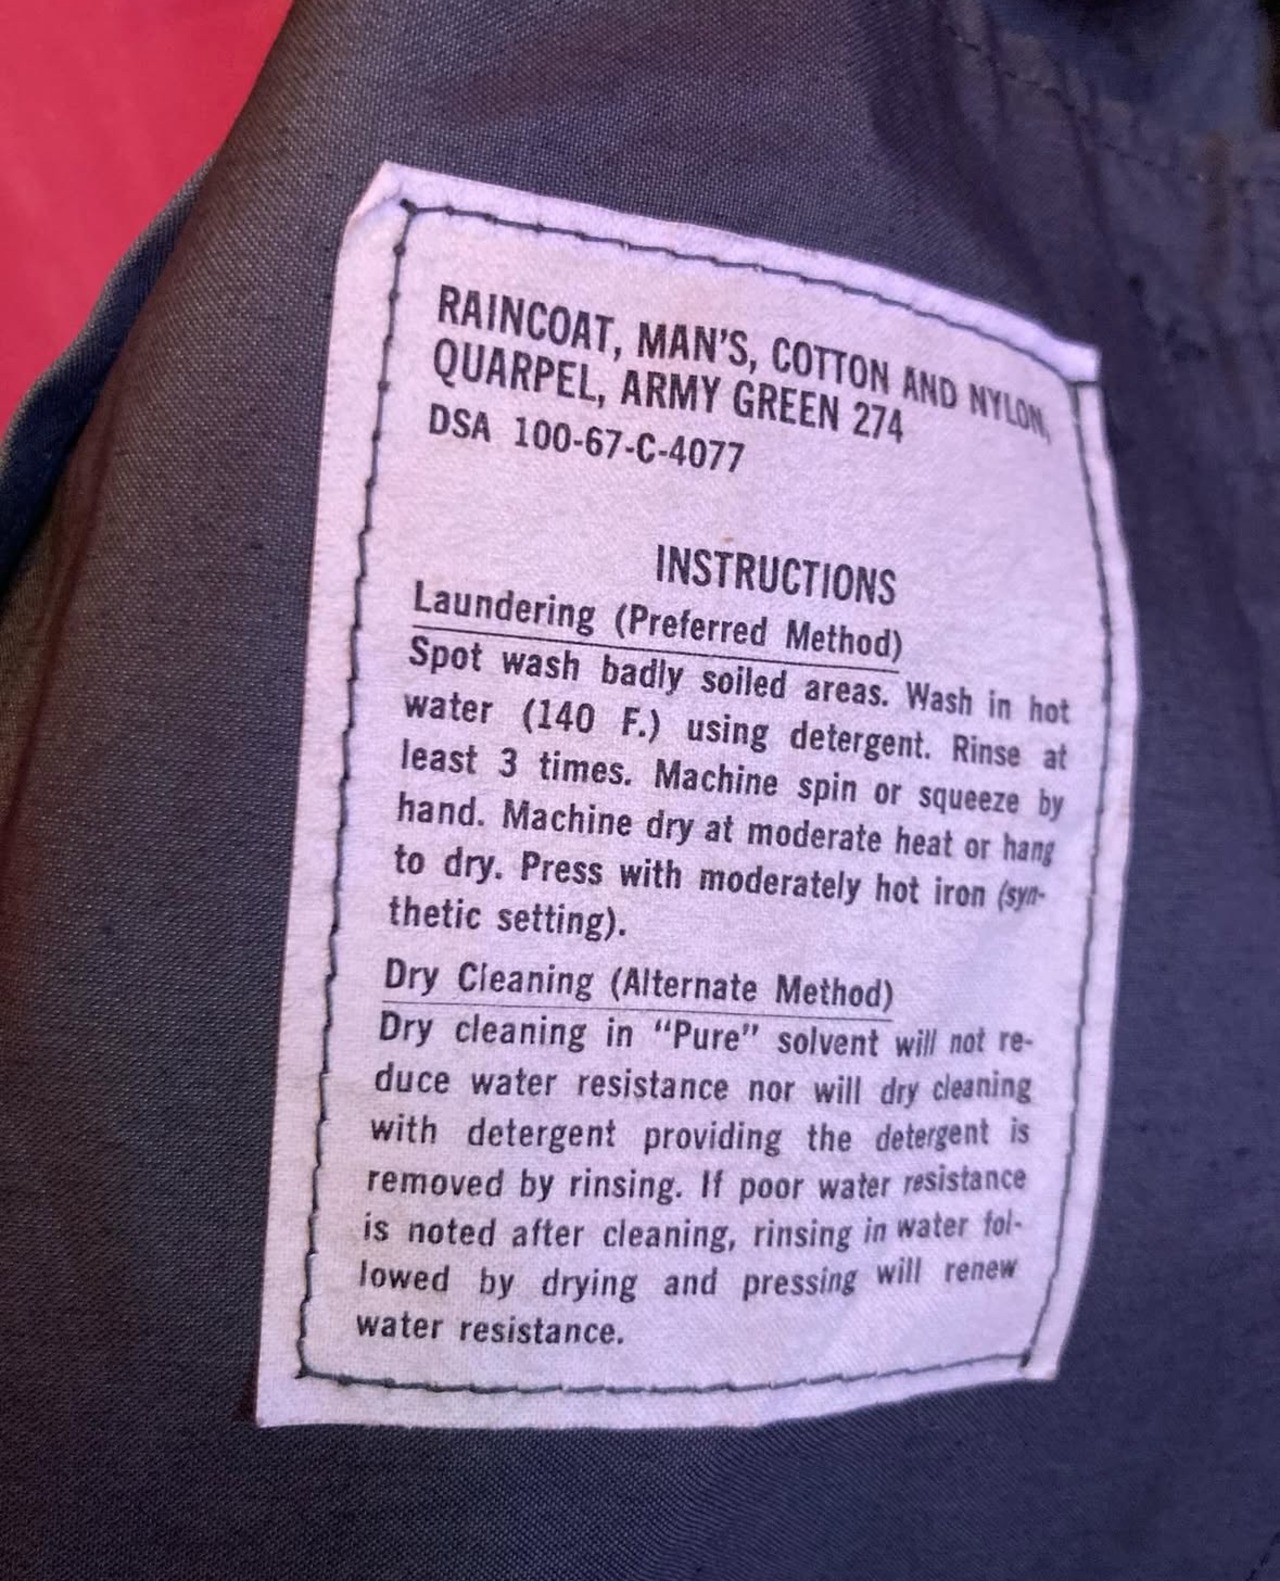 RAINCOAT, MAN'S, COTTON AND NYLON,
QUARPEL, ARMY GREEN 274
DSA 100-67-C-4077
INSTRUCTIONS
Laundering (Preferred Method)
Spot wash badly soiled areas. Wash in hot
water (140 F.) using detergent. Rinse at
least 3 times. Machine spin or squeeze by
hand. Machine dry at moderate heat or hang
to dry. Press with moderately hot iron (syn-
thetic setting).
Dry Cleaning (Alternate Method)
Dry cleaning in “Pure” solvent will not re-
duce water resistance nor will dry cleaning
with detergent providing the detergent is
removed by rinsing. If poor water resistance
is noted after cleaning, rinsing in water fol-
lowed by drying and pressing will renew
water resistance.